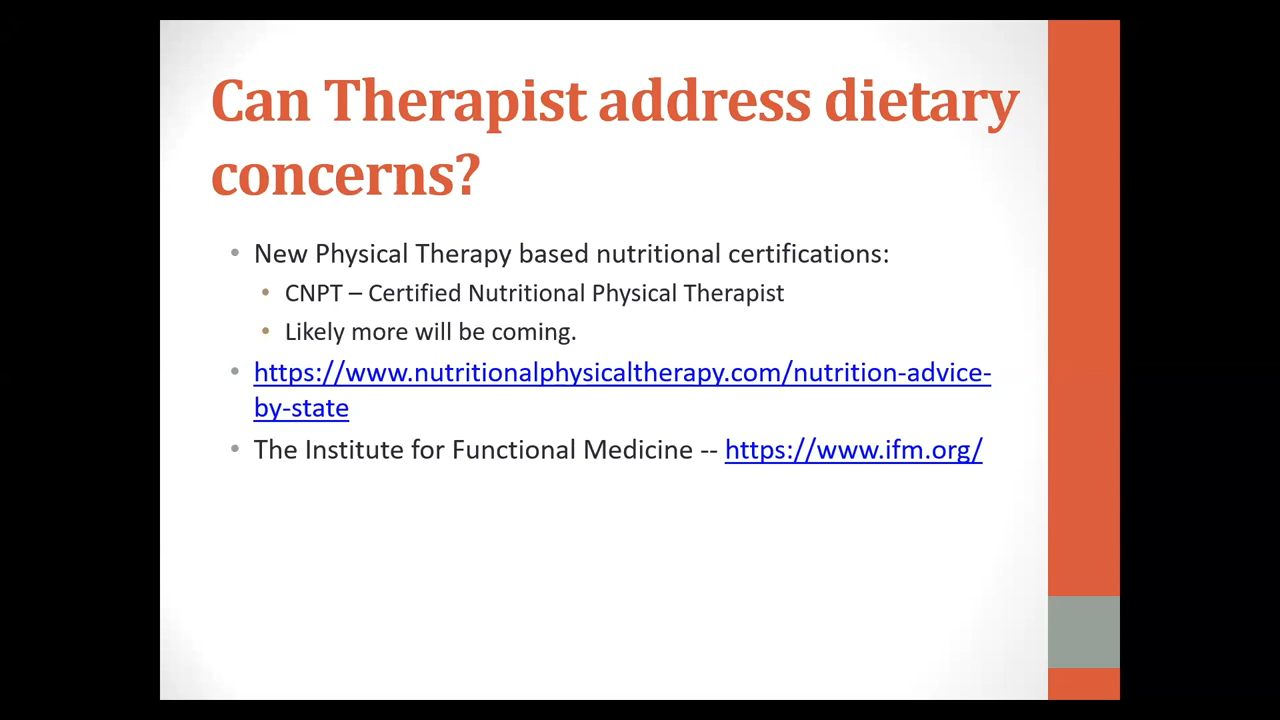 Can Therapist address dietary
concerns?
• New Physical Therapy based nutritional certifications:
• CNPT – Certified Nutritional Physical Therapist
• Likely more will be coming.
• https://www.nutritionalphysicaltherapy.com/nutrition-advice-
by-state
• The Institute for Functional Medicine -- https://www.ifm.org/